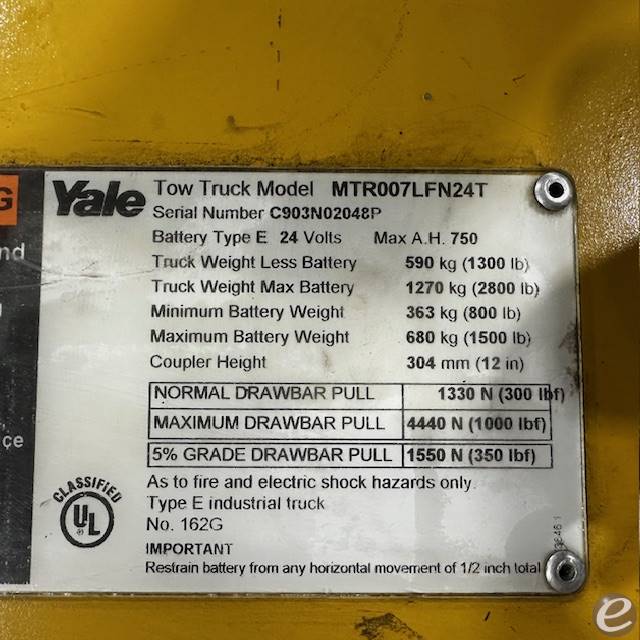 G
nd
ce
Yale
Tow Truck Model MTR007LFN24T
Serial Number C903N02048P
Battery Type E 24 Volts Max A.H. 750
Truck Weight Less Battery 590 kg (1300 lb)
Truck Weight Max Battery 1270 kg (2800 lb)
Minimum Battery Weight 363 kg (800 lb)
Maximum Battery Weight 680 kg (1500 lb)
Coupler Height 304 mm (12 in)
NORMAL DRAWBAR PULL 1330 N (300 lbf)
MAXIMUM DRAWBAR PULL 4440 N (1000 lbf)
5% GRADE DRAWBAR PULL 1550 N (350 lbf)
CLASSIFIED
UL
®
As to fire and electric shock hazards only.
Type E industrial truck
No. 162G
IMPORTANT
Restrain battery from any horizontal movement of 1/2 inch total
e